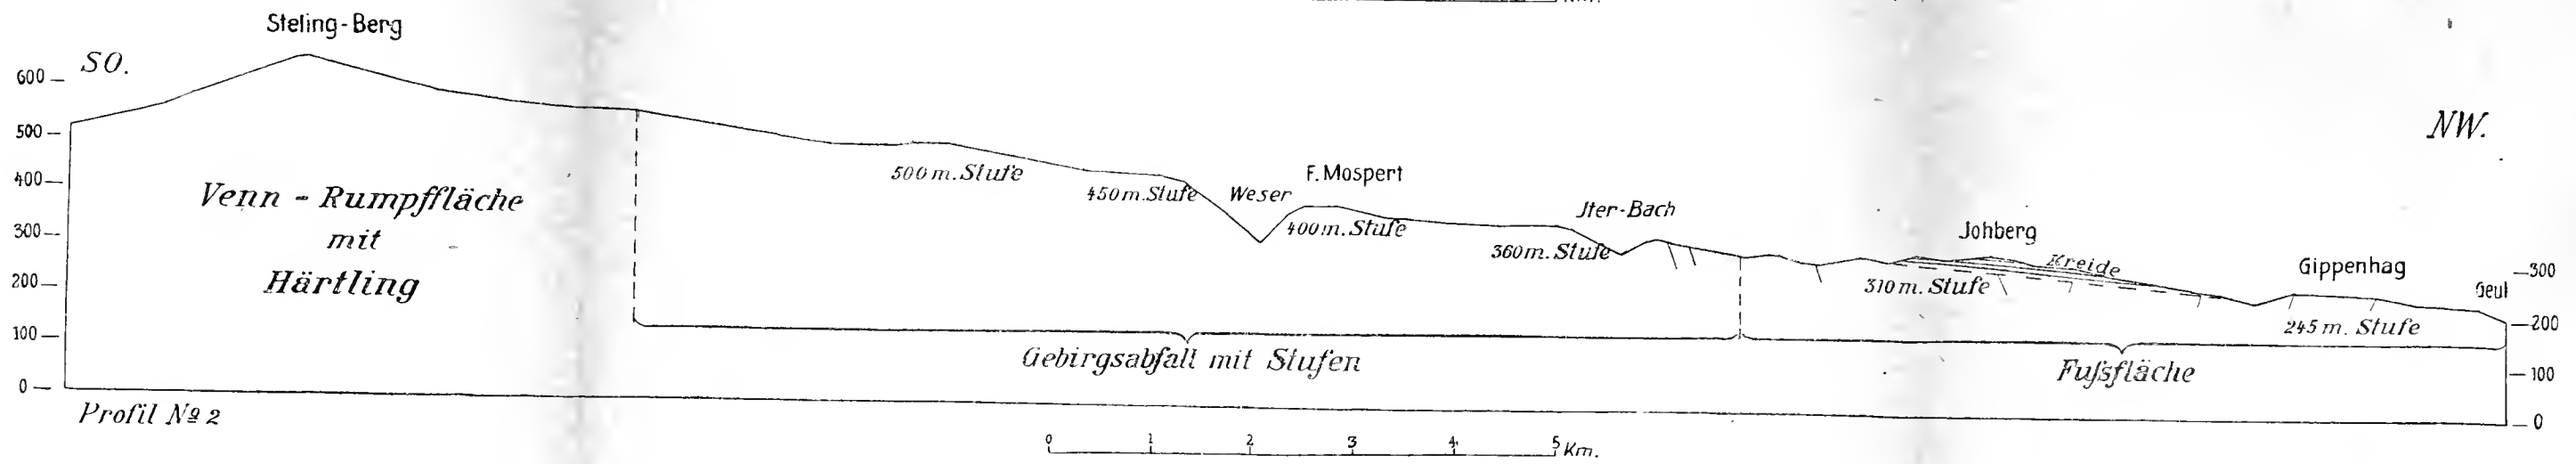 Km.
Steling-Berg
SO.
NW.
600
500
400
300
200
100
0
Venn - Rumpffläche
mit
Härtling
500 m. Stufe
450 m. Stufe
Weser
F. Mospert
400 m. Stufe
Jter-Bach
360 m. Stufe
Johberg
Kreide
310 m. Stufe
Gippenhag
Geul
245 m. Stufe
300
200
100
0
Gebirgsabfall mit Stufen
Fußfläche
Profil № 2
0 1 2 3 4 5 Km.